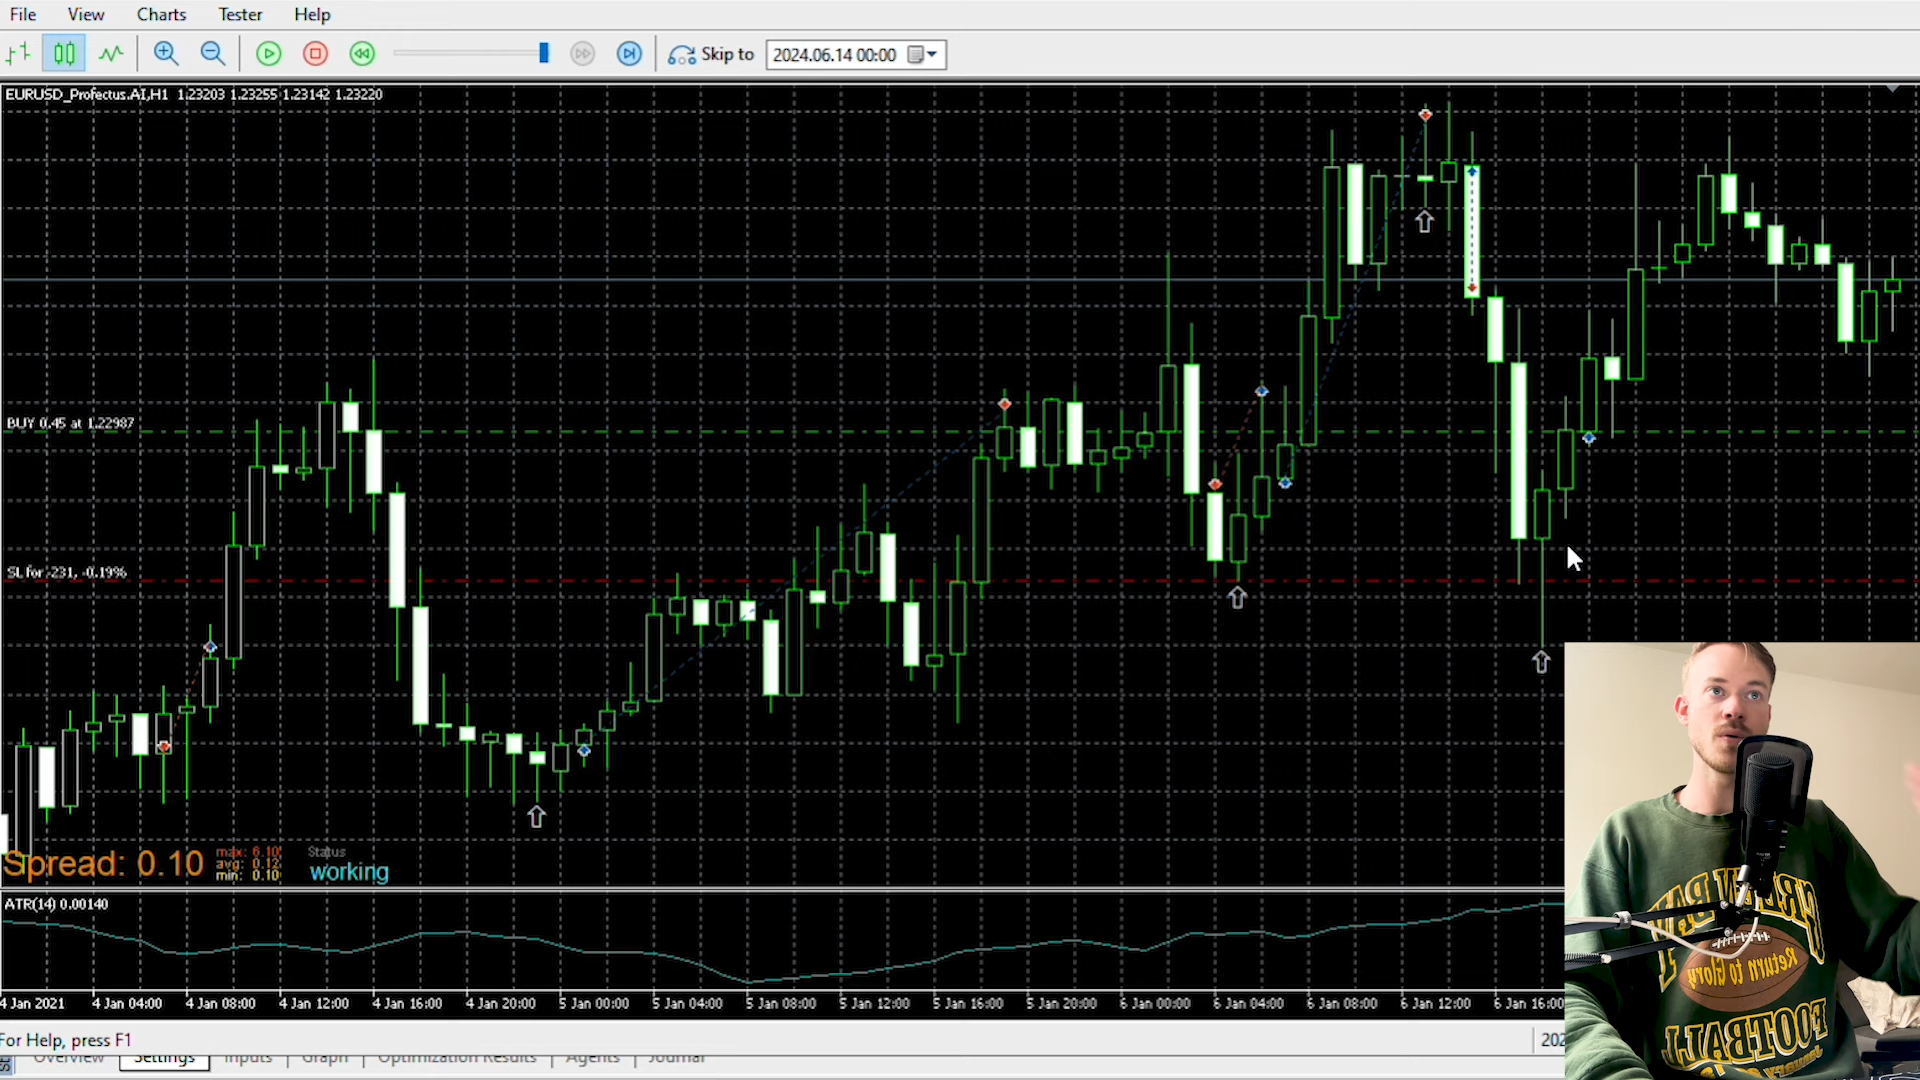 File View Charts Tester Help
Skip to 2024.06.14 00:00
EURUSD_Profectus.AI,H1 1.23203 1.23255 1.23142 1.23220
BUY 0.45 at 1.22987
SL for -231, -0.19%
Spread: 0.10
max: 6.10
avg: 0.12
min: 0.10
Status
working
ATR(14) 0.00140
4 Jan 2021 4 Jan 04:00 4 Jan 08:00 4 Jan 12:00 4 Jan 16:00 4 Jan 20:00 5 Jan 00:00 5 Jan 04:00 5 Jan 08:00 5 Jan 12:00 5 Jan 16:00 5 Jan 20:00 6 Jan 00:00 6 Jan 04:00 6 Jan 08:00 6 Jan 12:00 6 Jan 16:00
For Help, press F1
202
Overview Settings Inputs Graph Optimization Results Agents Journal
GREEN BAY
Return to Glory
FOOTBALL